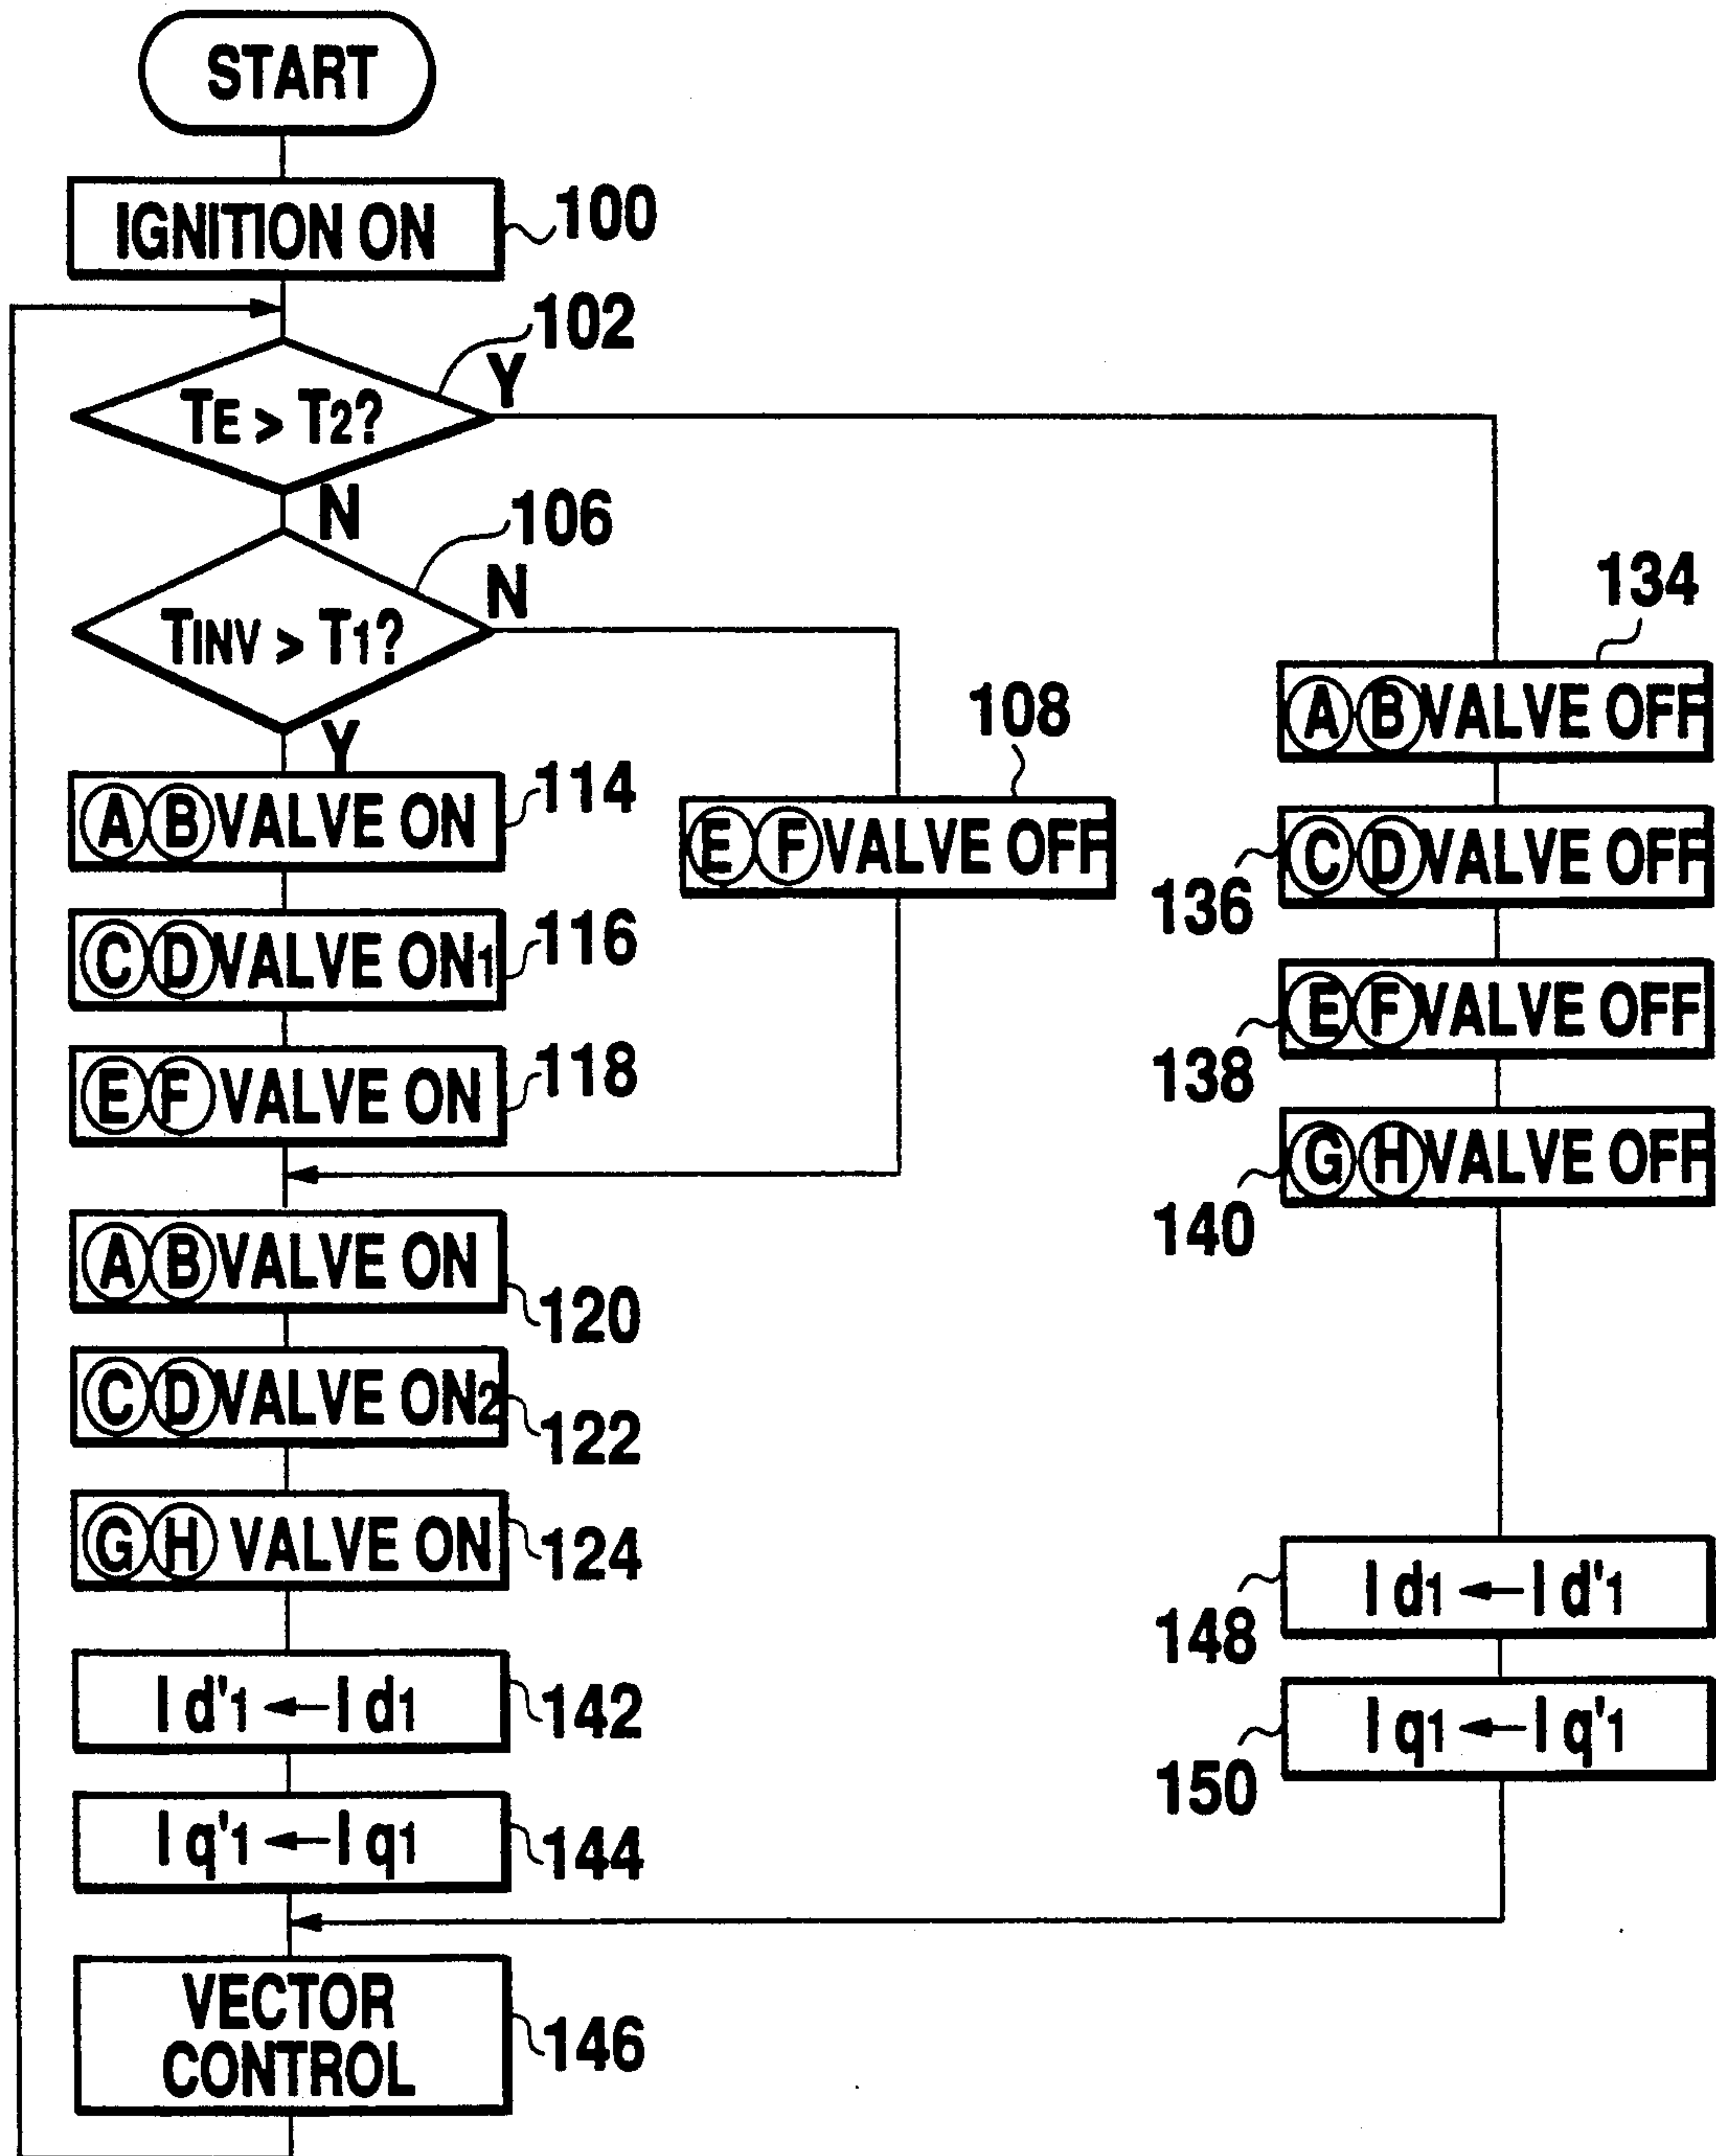 START
IGNITION ON
100
102
TE > T2?
Y
N
106
TINV > T1?
N
Y
134
Ⓐ Ⓑ VALVE OFF
108
Ⓐ Ⓑ VALVE ON
114
Ⓔ Ⓕ VALVE OFF
136
Ⓒ Ⓓ VALVE OFF
Ⓒ Ⓓ VALVE ON1
116
138
Ⓔ Ⓕ VALVE OFF
Ⓔ Ⓕ VALVE ON
118
140
Ⓖ Ⓗ VALVE OFF
Ⓐ Ⓑ VALVE ON
120
Ⓒ Ⓓ VALVE ON2
122
Ⓖ Ⓗ VALVE ON
124
148
Id1 ← Id'1
Id'1 ← Id1
142
150
Iq1 ← Iq'1
Iq'1 ← Iq1
144
VECTOR
CONTROL
146